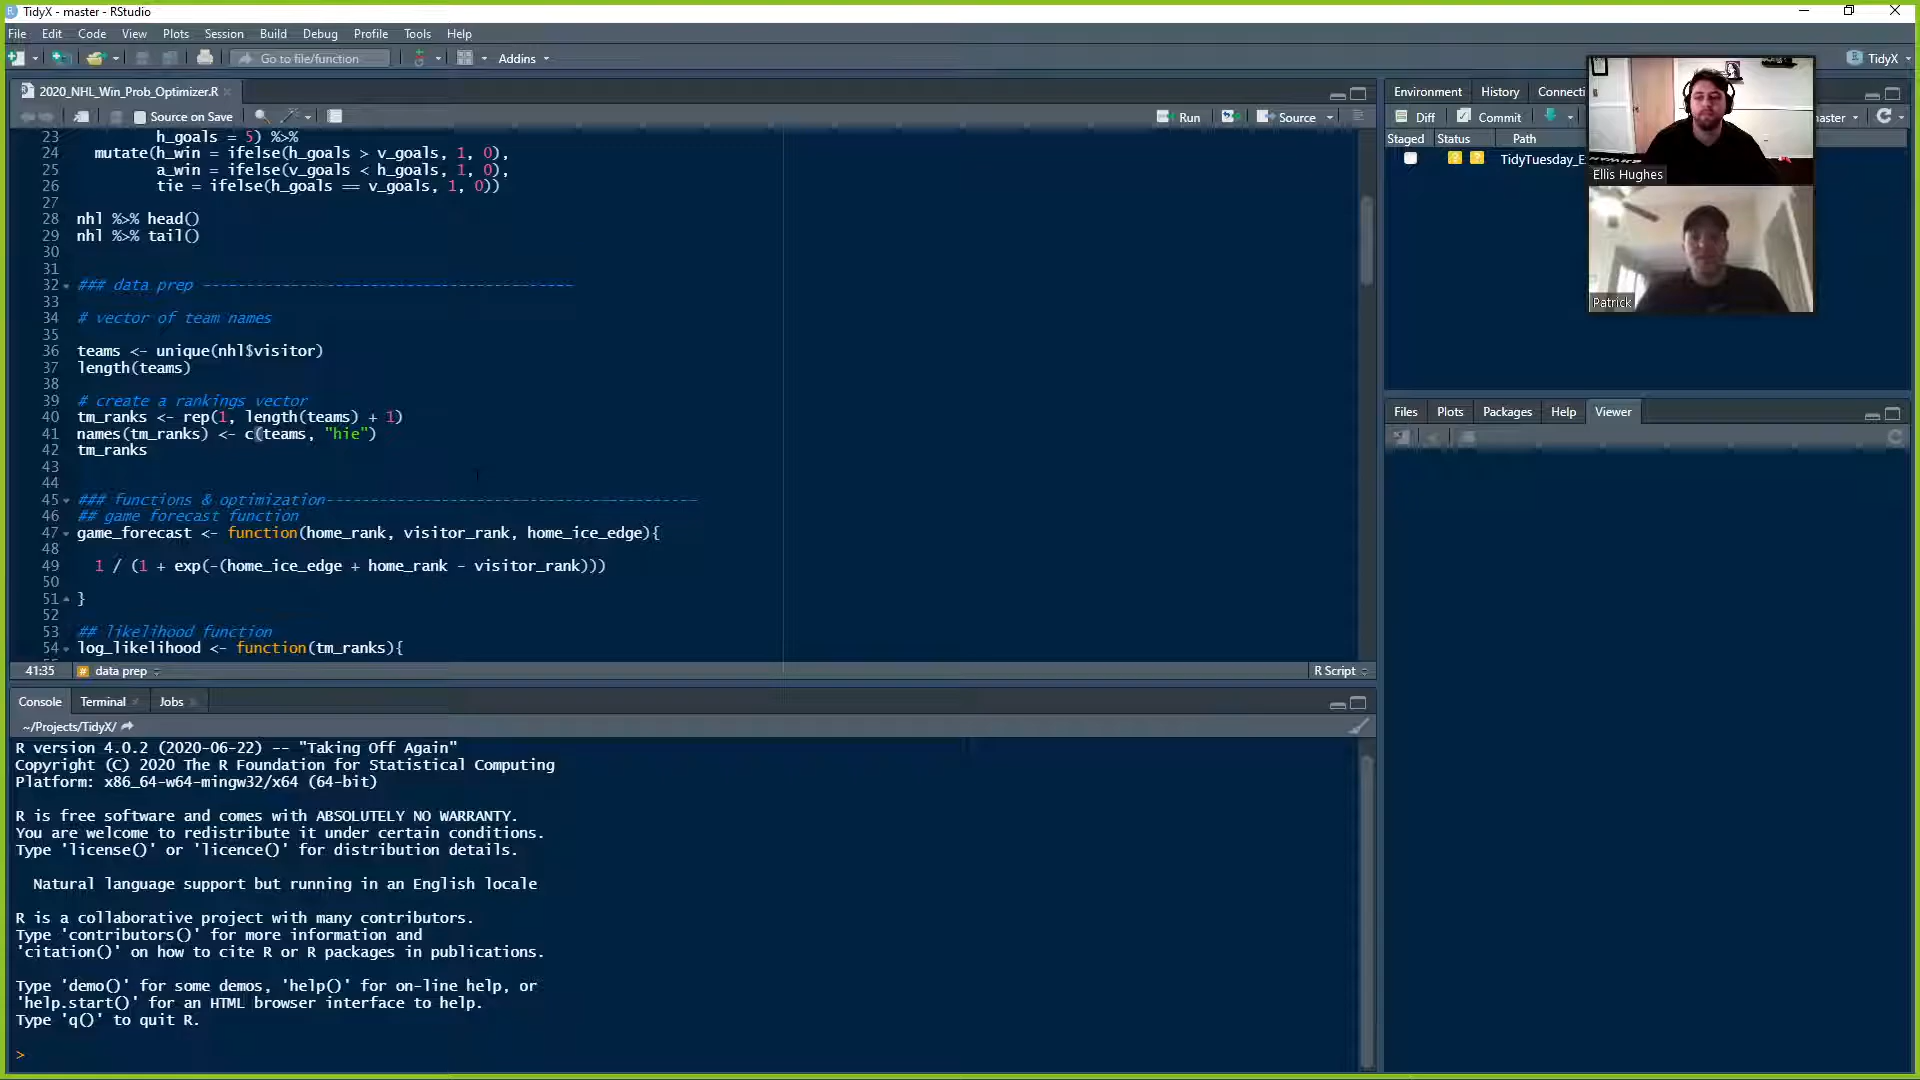 TidyX - master - RStudio
File Edit Code View Plots Session Build Debug Profile Tools Help
Go to file/function
Addins
TidyX
2020_NHL_Win_Prob_Optimizer.R
Source on Save
Run
Source
23 h_goals = 5) %>%
24 mutate(h_win = ifelse(h_goals > v_goals, 1, 0),
25 a_win = ifelse(v_goals < h_goals, 1, 0),
26 tie = ifelse(h_goals == v_goals, 1, 0))
27
28 nhl %>% head()
29 nhl %>% tail()
30
31
32 ### data prep ------------------------------------------
33
34 # vector of team names
35
36 teams <- unique(nhl$visitor)
37 length(teams)
38
39 # create a rankings vector
40 tm_ranks <- rep(1, length(teams) + 1)
41 names(tm_ranks) <- c(teams, "hie")
42 tm_ranks
43
44
45 ### functions & optimization------------------------------------------
46 ## game forecast function
47 game_forecast <- function(home_rank, visitor_rank, home_ice_edge){
48
49 1 / (1 + exp(-(home_ice_edge + home_rank - visitor_rank)))
50
51 }
52
53 ## likelihood function
54 log_likelihood <- function(tm_ranks){
41:35 # data prep
R Script
Console Terminal Jobs
~/Projects/TidyX/
R version 4.0.2 (2020-06-22) -- "Taking Off Again"
Copyright (C) 2020 The R Foundation for Statistical Computing
Platform: x86_64-w64-mingw32/x64 (64-bit)
R is free software and comes with ABSOLUTELY NO WARRANTY.
You are welcome to redistribute it under certain conditions.
Type 'license()' or 'licence()' for distribution details.
Natural language support but running in an English locale
R is a collaborative project with many contributors.
Type 'contributors()' for more information and
'citation()' on how to cite R or R packages in publications.
Type 'demo()' for some demos, 'help()' for on-line help, or
'help.start()' for an HTML browser interface to help.
Type 'q()' to quit R.
>
Environment History Connecti
Diff Commit
aster
Staged Status Path
TidyTuesday_E
Ellis Hughes
Patrick
Files Plots Packages Help Viewer